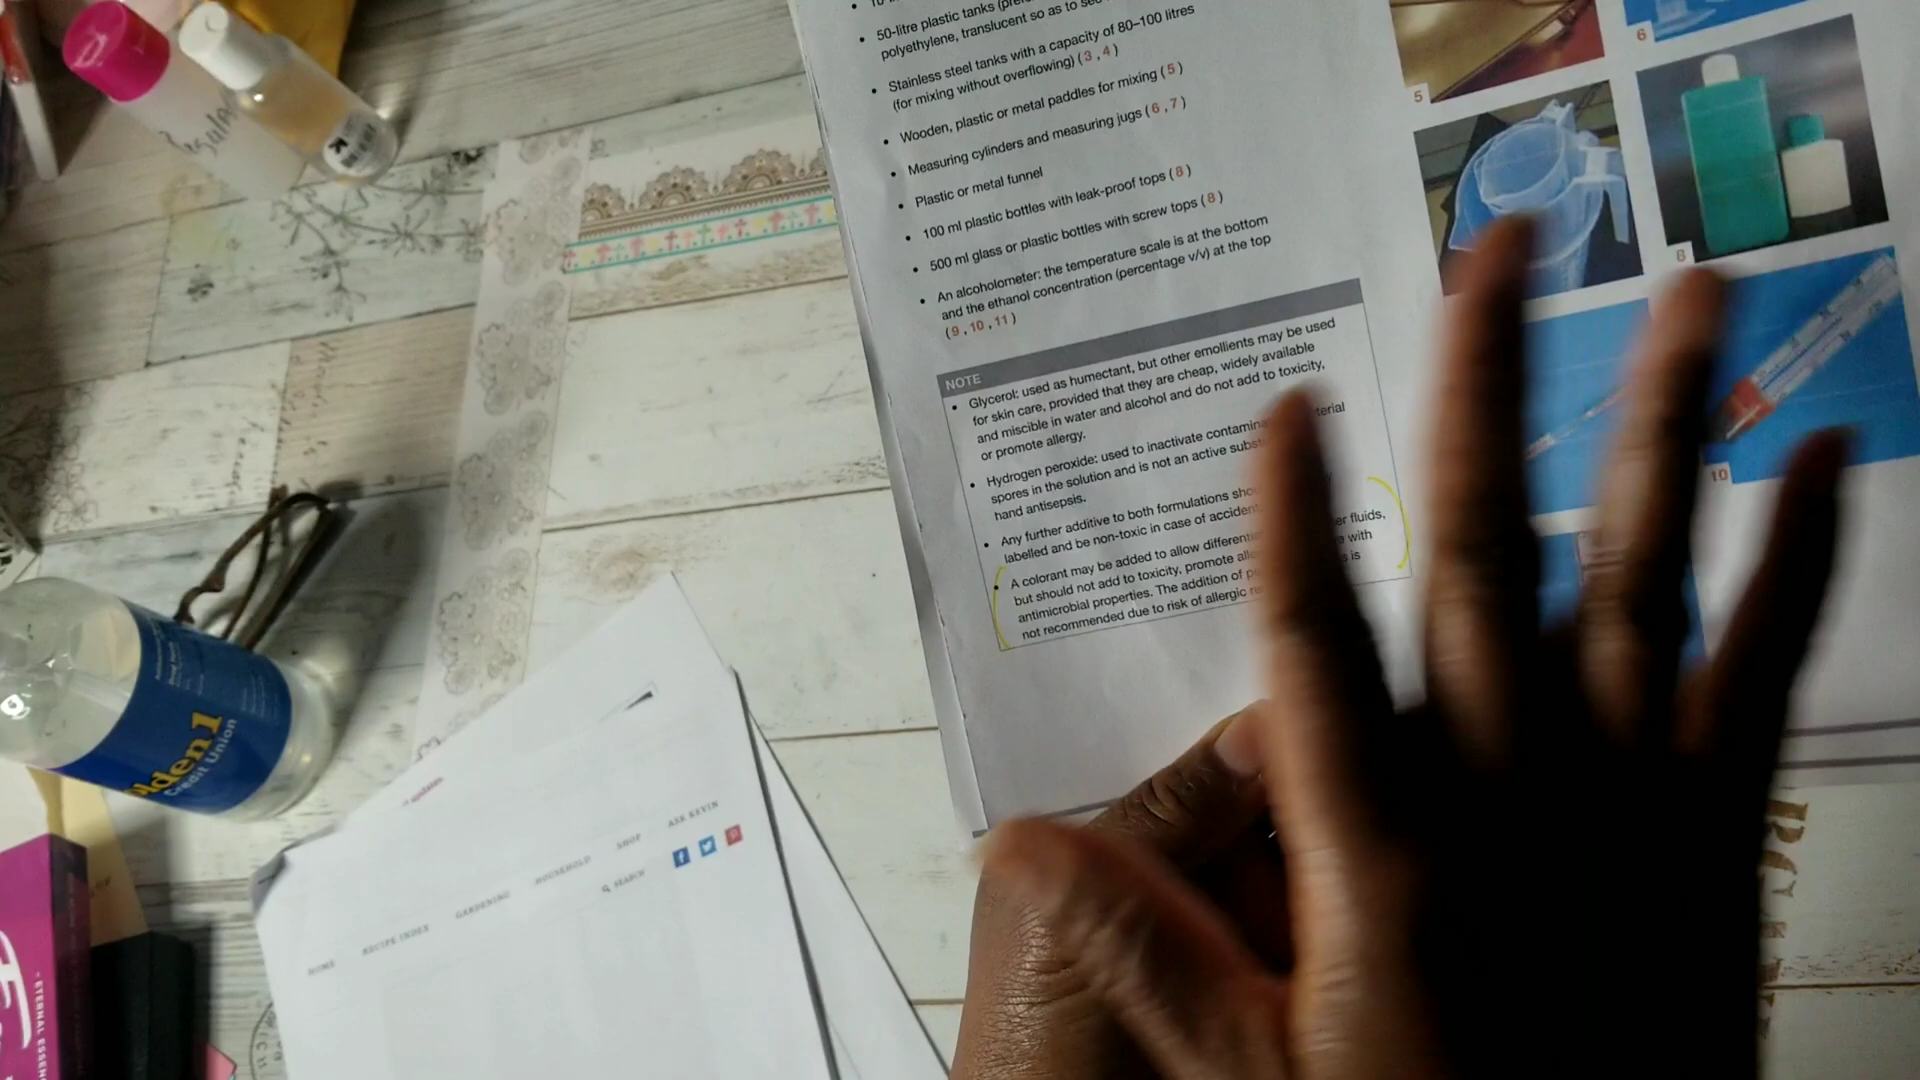 50-litre plastic tanks
polyethylene, translucent so as to see
Stainless steel tanks with a capacity of 80–100 litres
(for mixing without overflowing) (3, 4)
Wooden, plastic or metal paddles for mixing (5)
Measuring cylinders and measuring jugs (6, 7)
Plastic or metal funnel
100 ml plastic bottles with leak-proof tops (8)
500 ml glass or plastic bottles with screw tops (8)
An alcoholometer: the temperature scale is at the bottom
and the ethanol concentration (percentage v/v) at the top
(9, 10, 11)
NOTE
Glycerol: used as humectant, but other emollients may be used
for skin care, provided that they are cheap, widely available
and miscible in water and alcohol and do not add to toxicity,
or promote allergy.
Hydrogen peroxide: used to inactivate
spores in the solution and is not an active
hand antisepsis.
Any further additive to both formulations
labelled and be non-toxic in case of
A colorant may be added to allow fluids,
but should not add to toxicity, promote with
antimicrobial properties. The addition of is
not recommended due to risk of allergic
5
6
8
10
Credit Union
updates
HOME
RECIPE INDEX
GARDENING
HOUSEHOLD
SHOP
ASK KEVIN
SEARCH